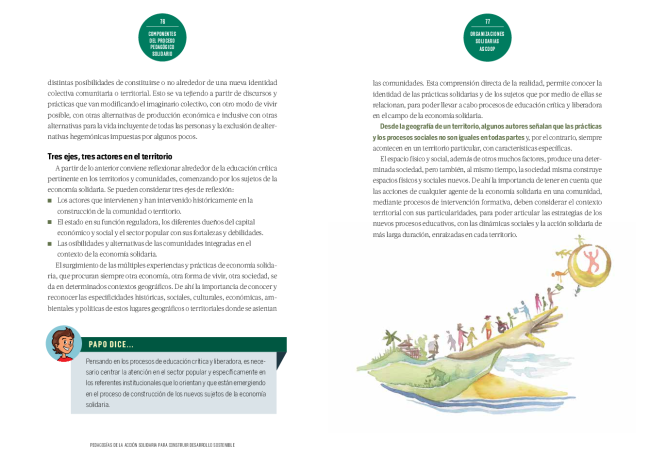 76
COMPONENTES
DEL PROCESO
PEDAGÓGICO
SOLIDARIO
distintas posibilidades de constituirse o no alrededor de una nueva identidad
colectiva comunitaria o territorial. Esto se va tejiendo a partir de discursos y
prácticas que van modificando el imaginario colectivo, con otro modo de vivir
posible, con otras alternativas de producción económica e inclusive con otras
alternativas para la vida incluyente de todas las personas y la exclusión de alter-
nativas hegemónicas impuestas por algunos pocos.
Tres ejes, tres actores en el territorio
A partir de lo anterior conviene reflexionar alrededor de la educación crítica
pertinente en los territorios y comunidades, comenzando por los sujetos de la
economía solidaria. Se pueden considerar tres ejes de reflexión:
Los actores que intervienen y han intervenido históricamente en la
construcción de la comunidad o territorio.
El estado en su función reguladora, los diferentes dueños del capital
económico y social y el sector popular con sus fortalezas y debilidades.
Las osibilidades y alternativas de las comunidades integradas en el
contexto de la economía solidaria.
El surgimiento de las múltiples experiencias y prácticas de economía solida-
ria, que procuran siempre otra economía, otra forma de vivir, otra sociedad, se
da en determinados contextos geográficos. De ahí la importancia de conocer y
reconocer las especificidades históricas, sociales, culturales, económicas, am-
bientales y políticas de estos lugares geográficos o territoriales donde se asientan
PAPO DICE...
Pensando en los procesos de educación crítica y liberadora, es nece-
sario centrar la atención en el sector popular y específicamente en
los referentes institucionales que lo orientan y que están emergiendo
en el proceso de construcción de los nuevos sujetos de la economía
solidaria.
PEDAGOGÍAS DE LA ACCIÓN SOLIDARIA PARA CONSTRUIR DESARROLLO SOSTENIBLE
77
ORGANIZACIONES
SOLIDARIAS
ASCOOP
las comunidades. Esta comprensión directa de la realidad, permite conocer la
identidad de las prácticas solidarias y de los sujetos que por medio de ellas se
relacionan, para poder llevar a cabo procesos de educación crítica y liberadora
en el campo de la economía solidaria.
Desde la geografía de un territorio, algunos autores señalan que las prácticas
y los procesos sociales no son iguales en todas partes y, por el contrario, siempre
acontecen en un territorio particular, con características específicas.
El espacio físico y social, además de otros muchos factores, produce una deter-
minada sociedad, pero también, al mismo tiempo, la sociedad misma construye
espacios físicos y sociales nuevos. De ahí la importancia de tener en cuenta que
las acciones de cualquier agente de la economía solidaria en una comunidad,
mediante procesos de intervención formativa, deben considerar el contexto
territorial con sus particularidades, para poder articular las estrategias de los
nuevos procesos educativos, con las dinámicas sociales y la acción solidaria de
más larga duración, enraizadas en cada territorio.